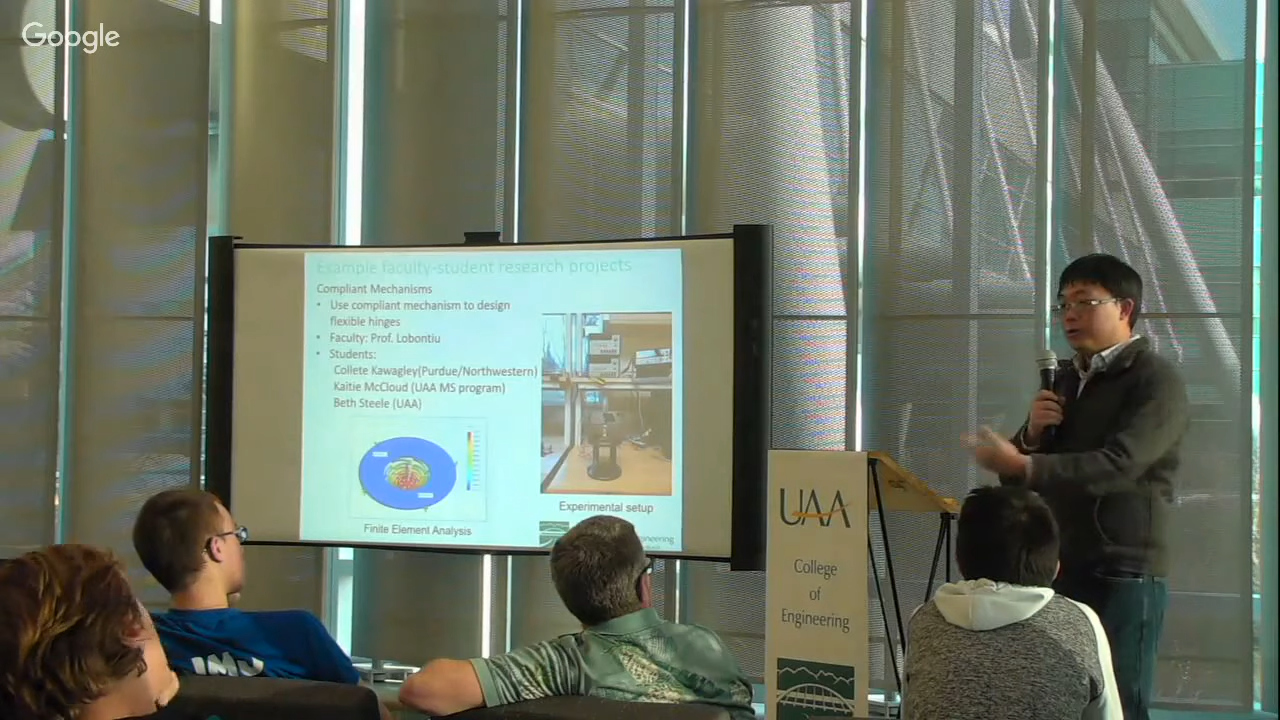 Google
Example faculty-student research projects
Compliant Mechanisms
• Use compliant mechanism to design
flexible hinges
• Faculty: Prof. Lobontiu
• Students:
Collete Kawagley(Purdue/Northwestern)
Kaitie McCloud (UAA MS program)
Beth Steele (UAA)
Finite Element Analysis
Experimental setup
UAA
College
of
Engineering